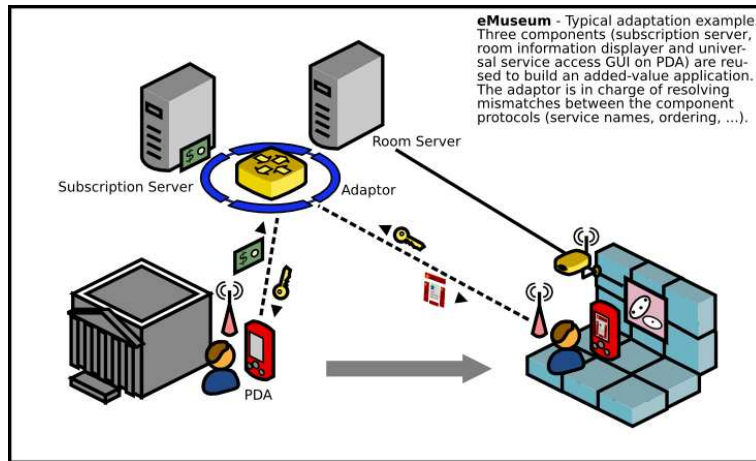 eMuseum - Typical adaptation example
Three components (subscription server,
room information displayer and univer-
sal service access GUI on PDA) are reu-
sed to build an added-value application.
The adaptor is in charge of resolving
mismatches between the component
protocols (service names, ordering, ...).
Room Server
Subscription Server
Adaptor
PDA